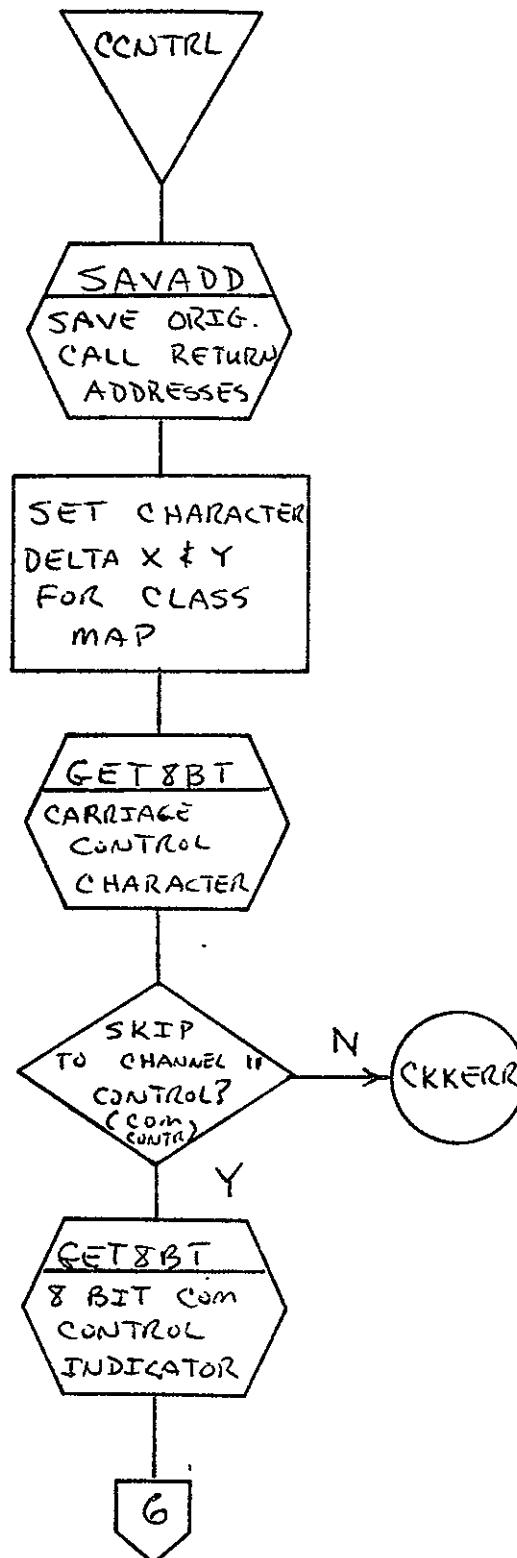 CCNTRL
SAVADD
SAVE ORIG.
CALL RETURN
ADDRESSES
SET CHARACTER
DELTA X & Y
FOR CLASS
MAP
GET8BT
CARRIAGE
CONTROL
CHARACTER
SKIP
TO CHANNEL 11
CONTROL?
(COM
CONTR)
N
CKKERR
Y
GET8BT
8 BIT COM
CONTROL
INDICATOR
6